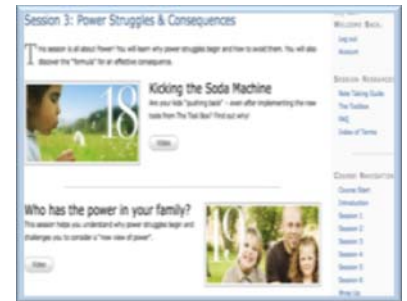 Session 3: Power Struggles & Consequences
This session is all about Power! You will learn why power struggles begin and how to avoid them. You will also
discover the "formula" for an effective consequence.
18
Kicking the Soda Machine
Are your kids "pushing back" - even after implementing the new
tools from The Tool Box? Find out why!
Video
Who has the power in your family?
This session helps you understand why power struggles begin and
challenges you to consider a "new view of power".
Video
19
Welcome Back,
Log out
Account
Session Resources
Note Taking Guide
The Toolbox
FAQ
Index of Terms
Course Navigation
Course Start
Introduction
Session 1
Session 2
Session 3
Session 4
Session 5
Session 6
Wrap Up